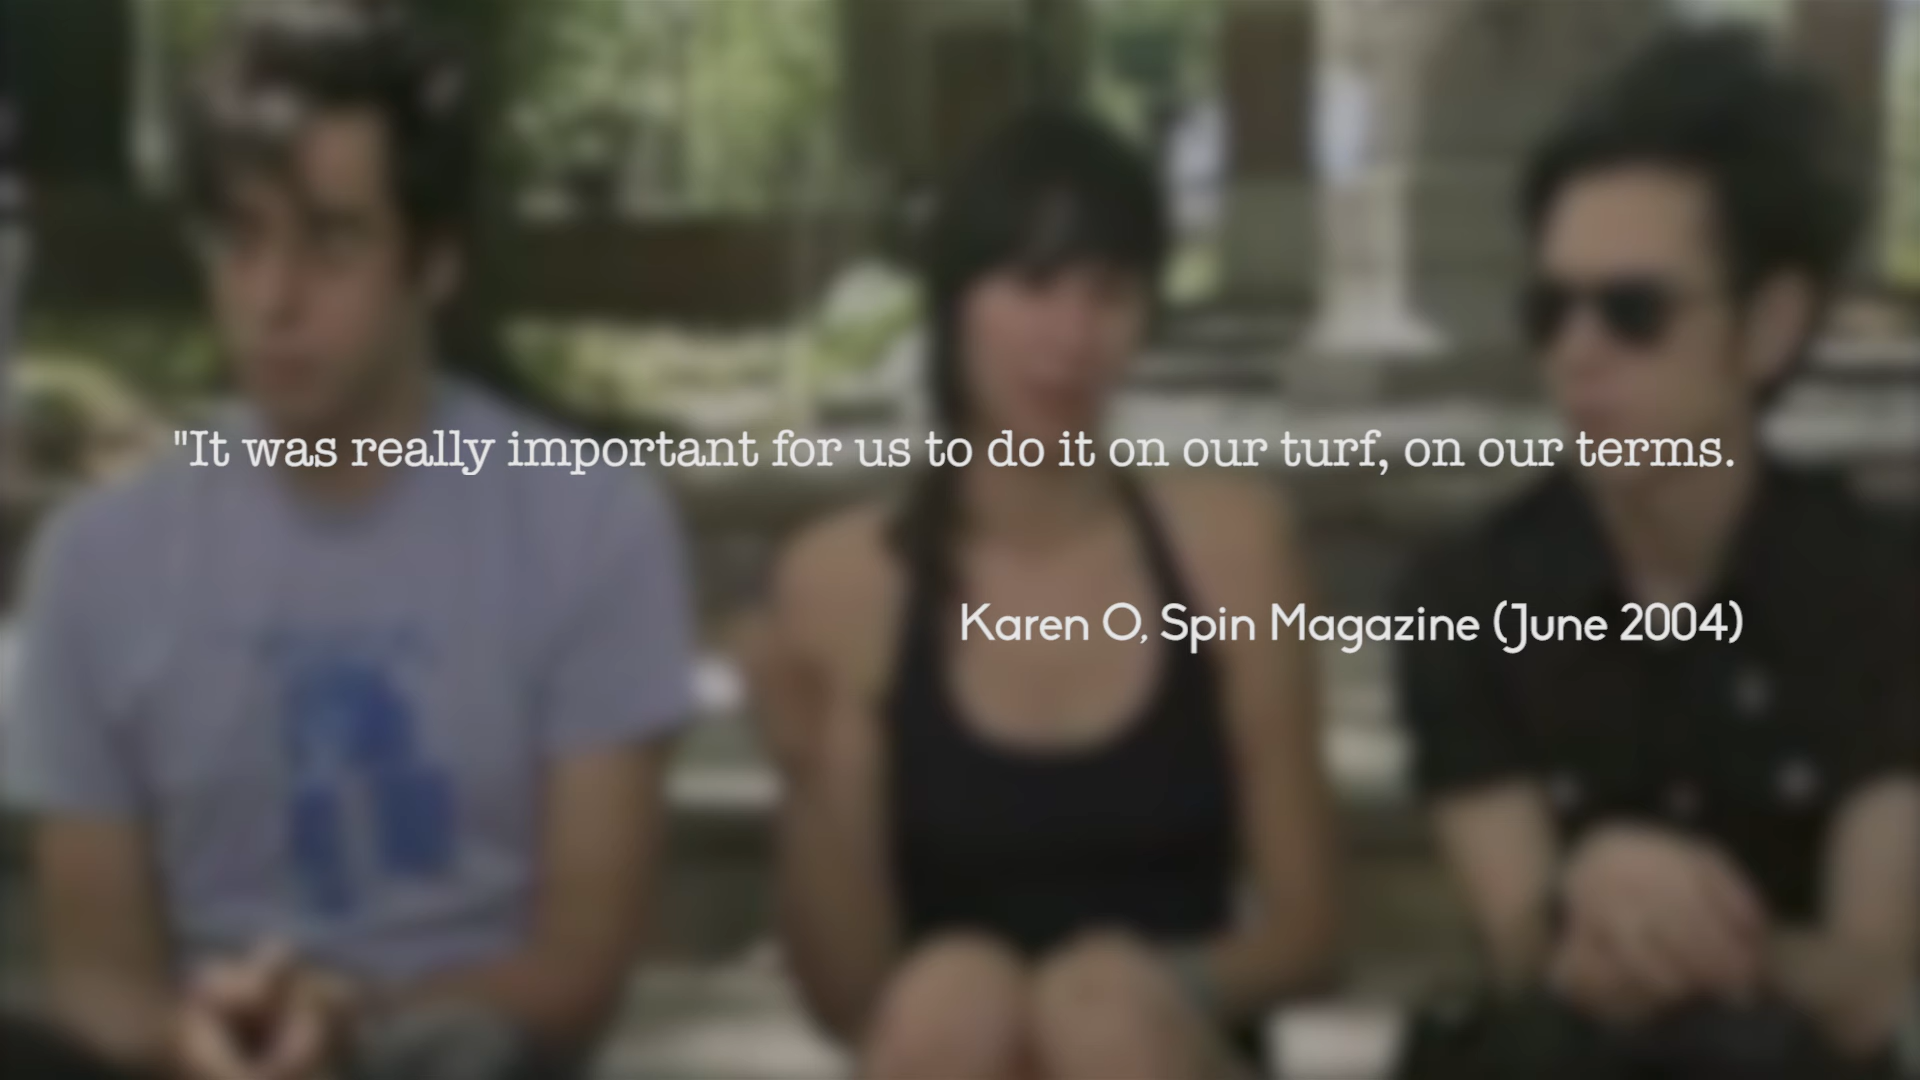 "It was really important for us to do it on our turf, on our terms.
Karen O, Spin Magazine (June 2004)